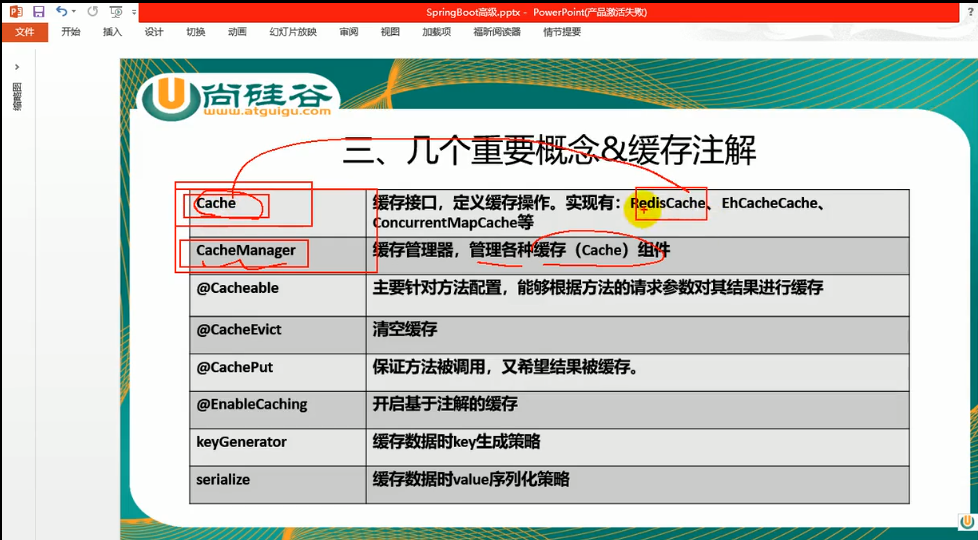 SpringBoot高级.pptx - PowerPoint(产品激活失败)
文件 开始 插入 设计 切换 动画 幻灯片放映 审阅 视图 加载项 福昕阅读器 情节提要
尚硅谷
www.atguigu.com
三、几个重要概念&缓存注解
Cache 缓存接口，定义缓存操作。实现有：RedisCache、EhCacheCache、
ConcurrentMapCache等
CacheManager 缓存管理器，管理各种缓存（Cache）组件
@Cacheable 主要针对方法配置，能够根据方法的请求参数对其结果进行缓存
@CacheEvict 清空缓存
@CachePut 保证方法被调用，又希望结果被缓存。
@EnableCaching 开启基于注解的缓存
keyGenerator 缓存数据时key生成策略
serialize 缓存数据时value序列化策略